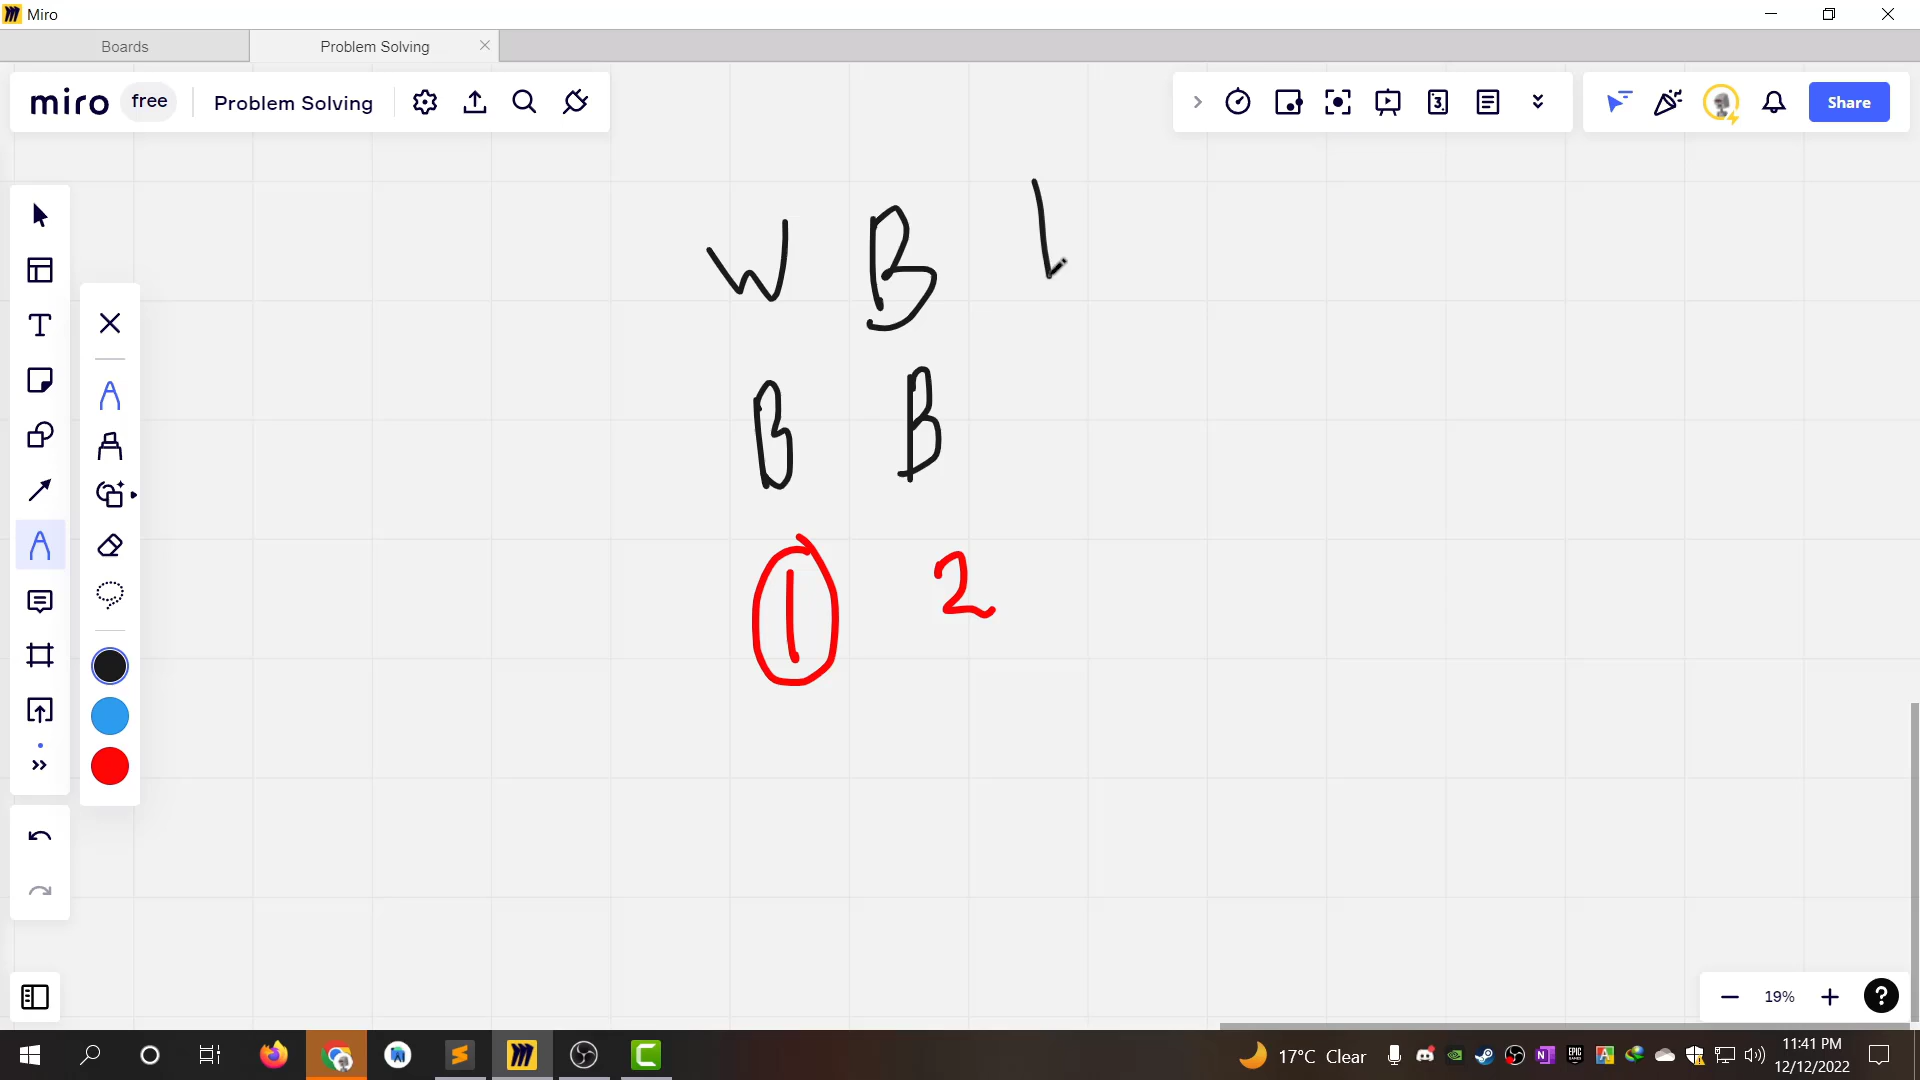 Miro
Boards
Problem Solving
miro free Problem Solving
3
Share
W B
B B
1 2
19%
?
17°C Clear
11:41 PM
12/12/2022